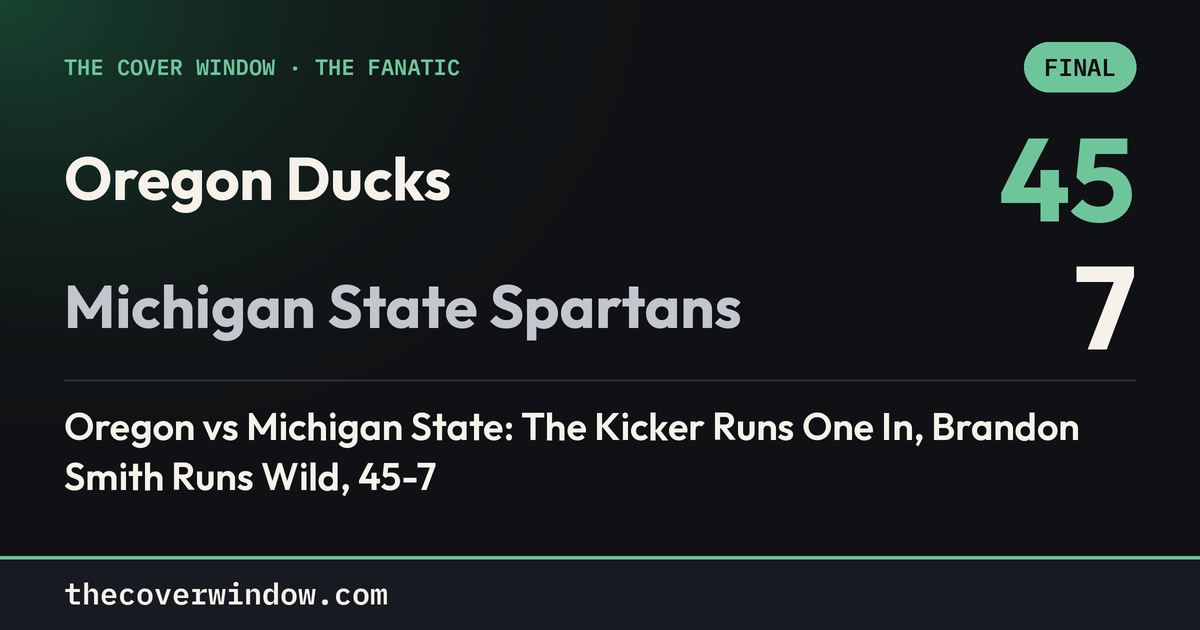 THE COVER WINDOW · THE FANATIC
FINAL
Oregon Ducks
45
Michigan State Spartans
7
Oregon vs Michigan State: The Kicker Runs One In, Brandon
Smith Runs Wild, 45-7
thecoverwindow.com